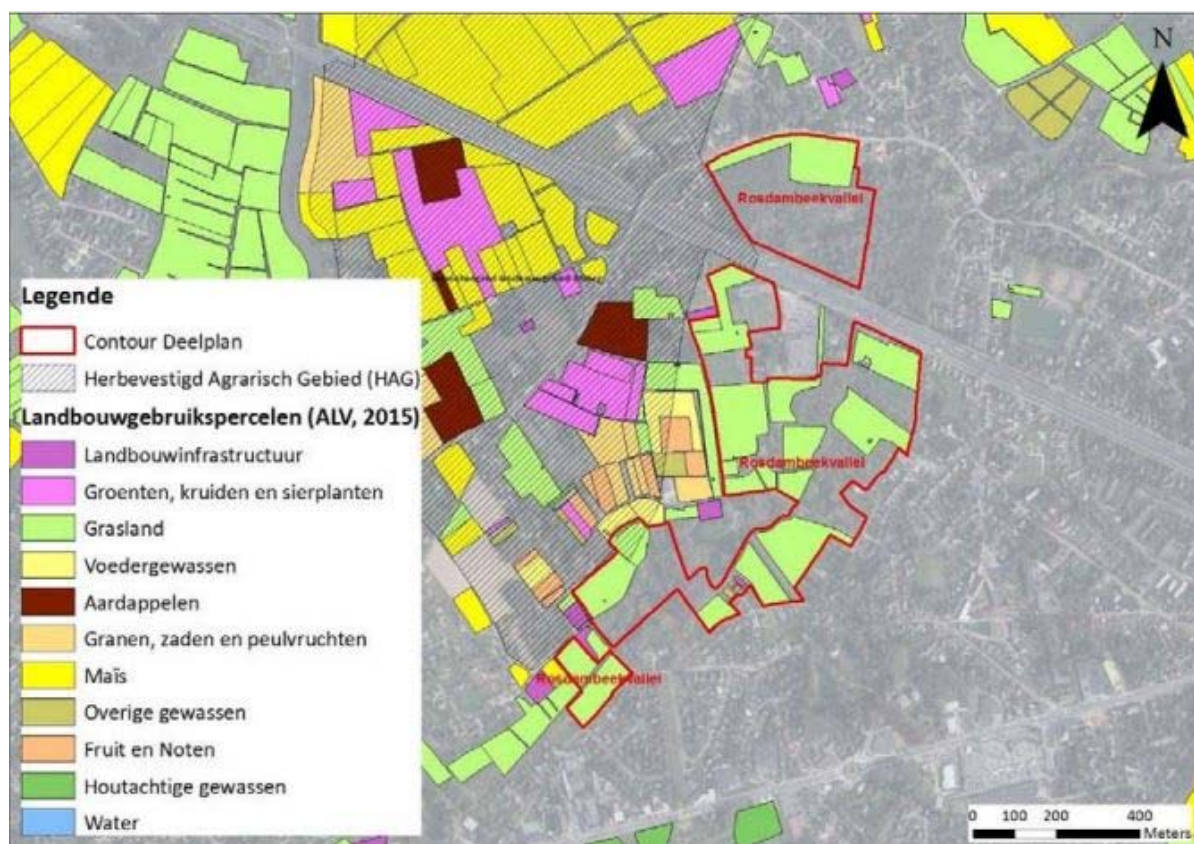 N
Rosdambeekvallei
Legende
Contour Deelplan
Herbevestigd Agrarisch Gebied (HAG)
Landbouwgebruikspercelen (ALV, 2015)
Landbouwinfrastructuur
Groenten, kruiden en sierplanten
Grasland
Voedergewassen
Aardappelen
Granen, zaden en peulvruchten
Maïs
Overige gewassen
Fruit en Noten
Houtachtige gewassen
Water
Rosdambeekvallei
Rosdambeekvallei
0 100 200 400
Meters